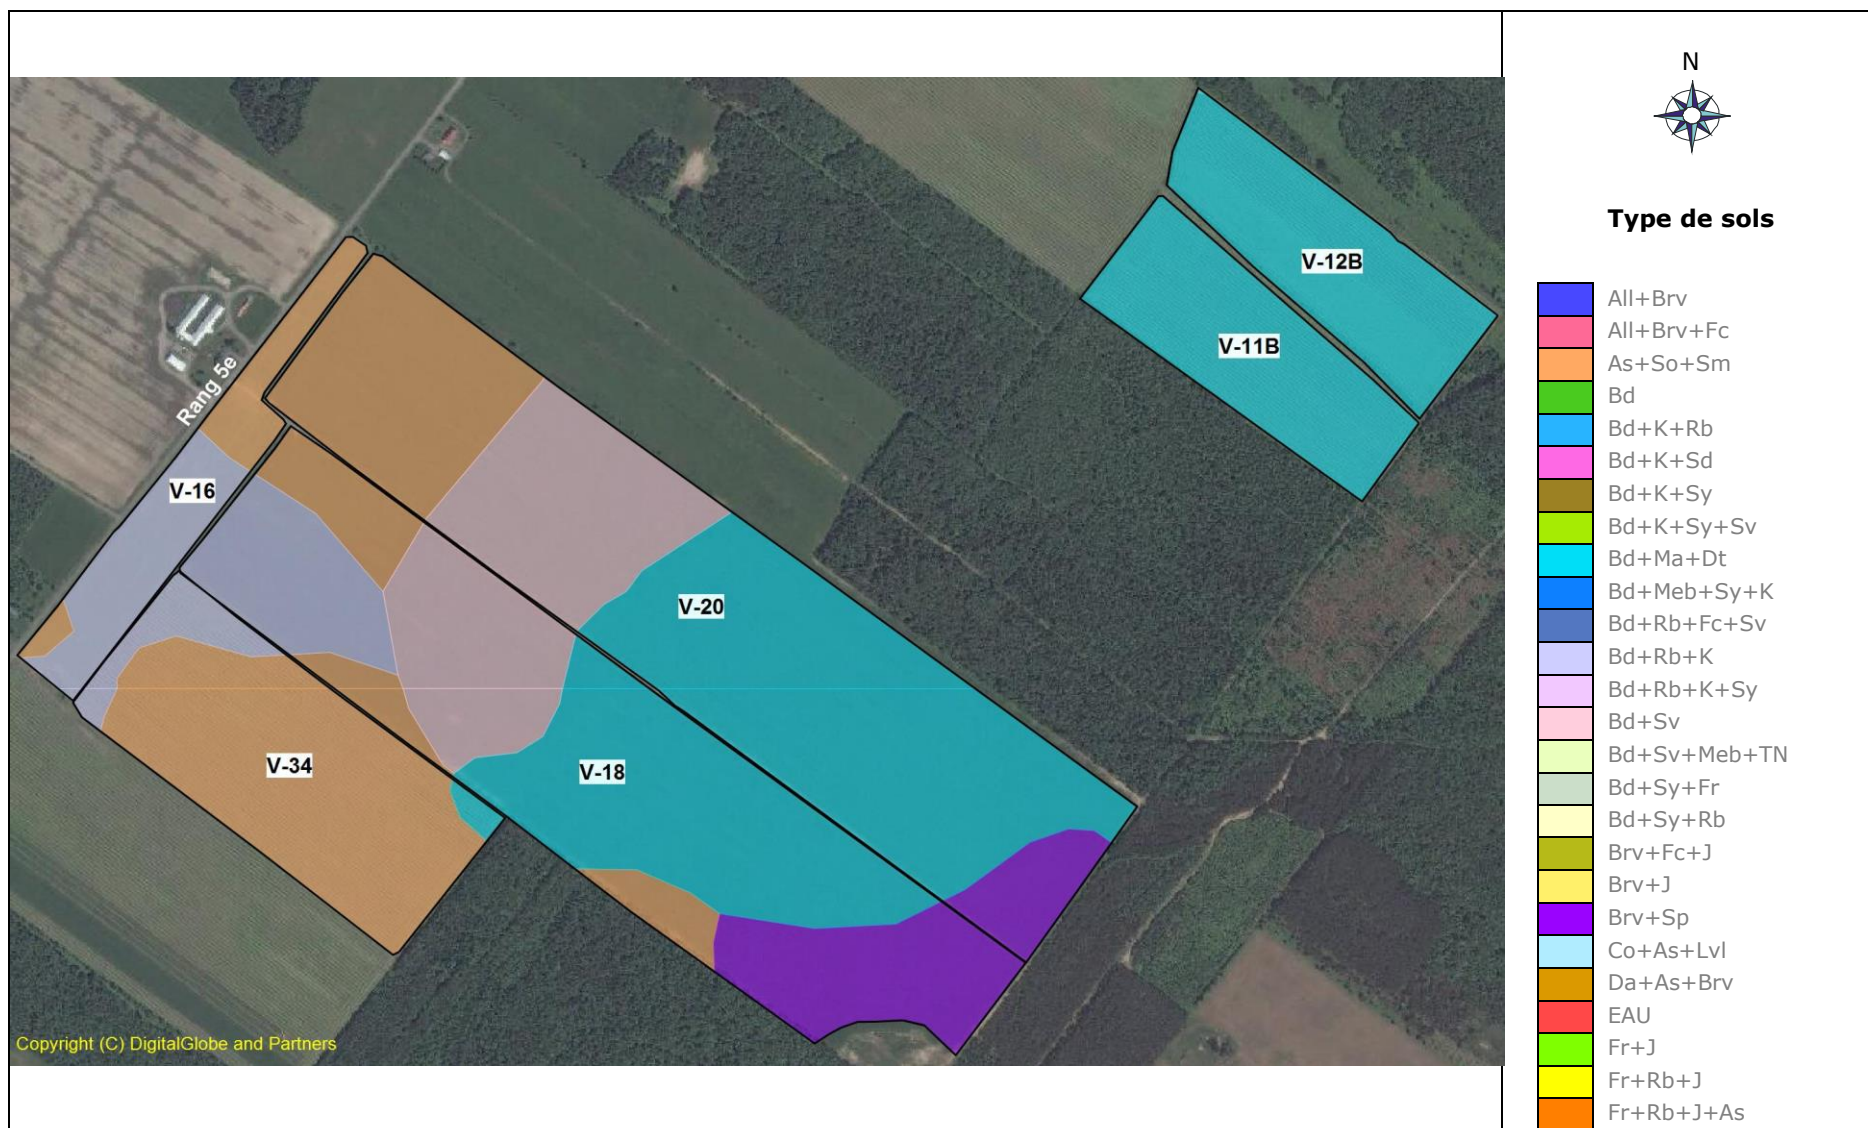 N
Type de sols
V-12B
V-11B
Rang 5e
V-16
V-20
V-34
V-18
Copyright (C) DigitalGlobe and Partners
All+Brv
All+Brv+Fc
As+So+Sm
Bd
Bd+K+Rb
Bd+K+Sd
Bd+K+Sy
Bd+K+Sy+Sv
Bd+Ma+Dt
Bd+Meb+Sy+K
Bd+Rb+Fc+Sv
Bd+Rb+K
Bd+Rb+K+Sy
Bd+Sv
Bd+Sv+Meb+TN
Bd+Sy+Fr
Bd+Sy+Rb
Brv+Fc+J
Brv+J
Brv+Sp
Co+As+Lvl
Da+As+Brv
EAU
Fr+J
Fr+Rb+J
Fr+Rb+J+As